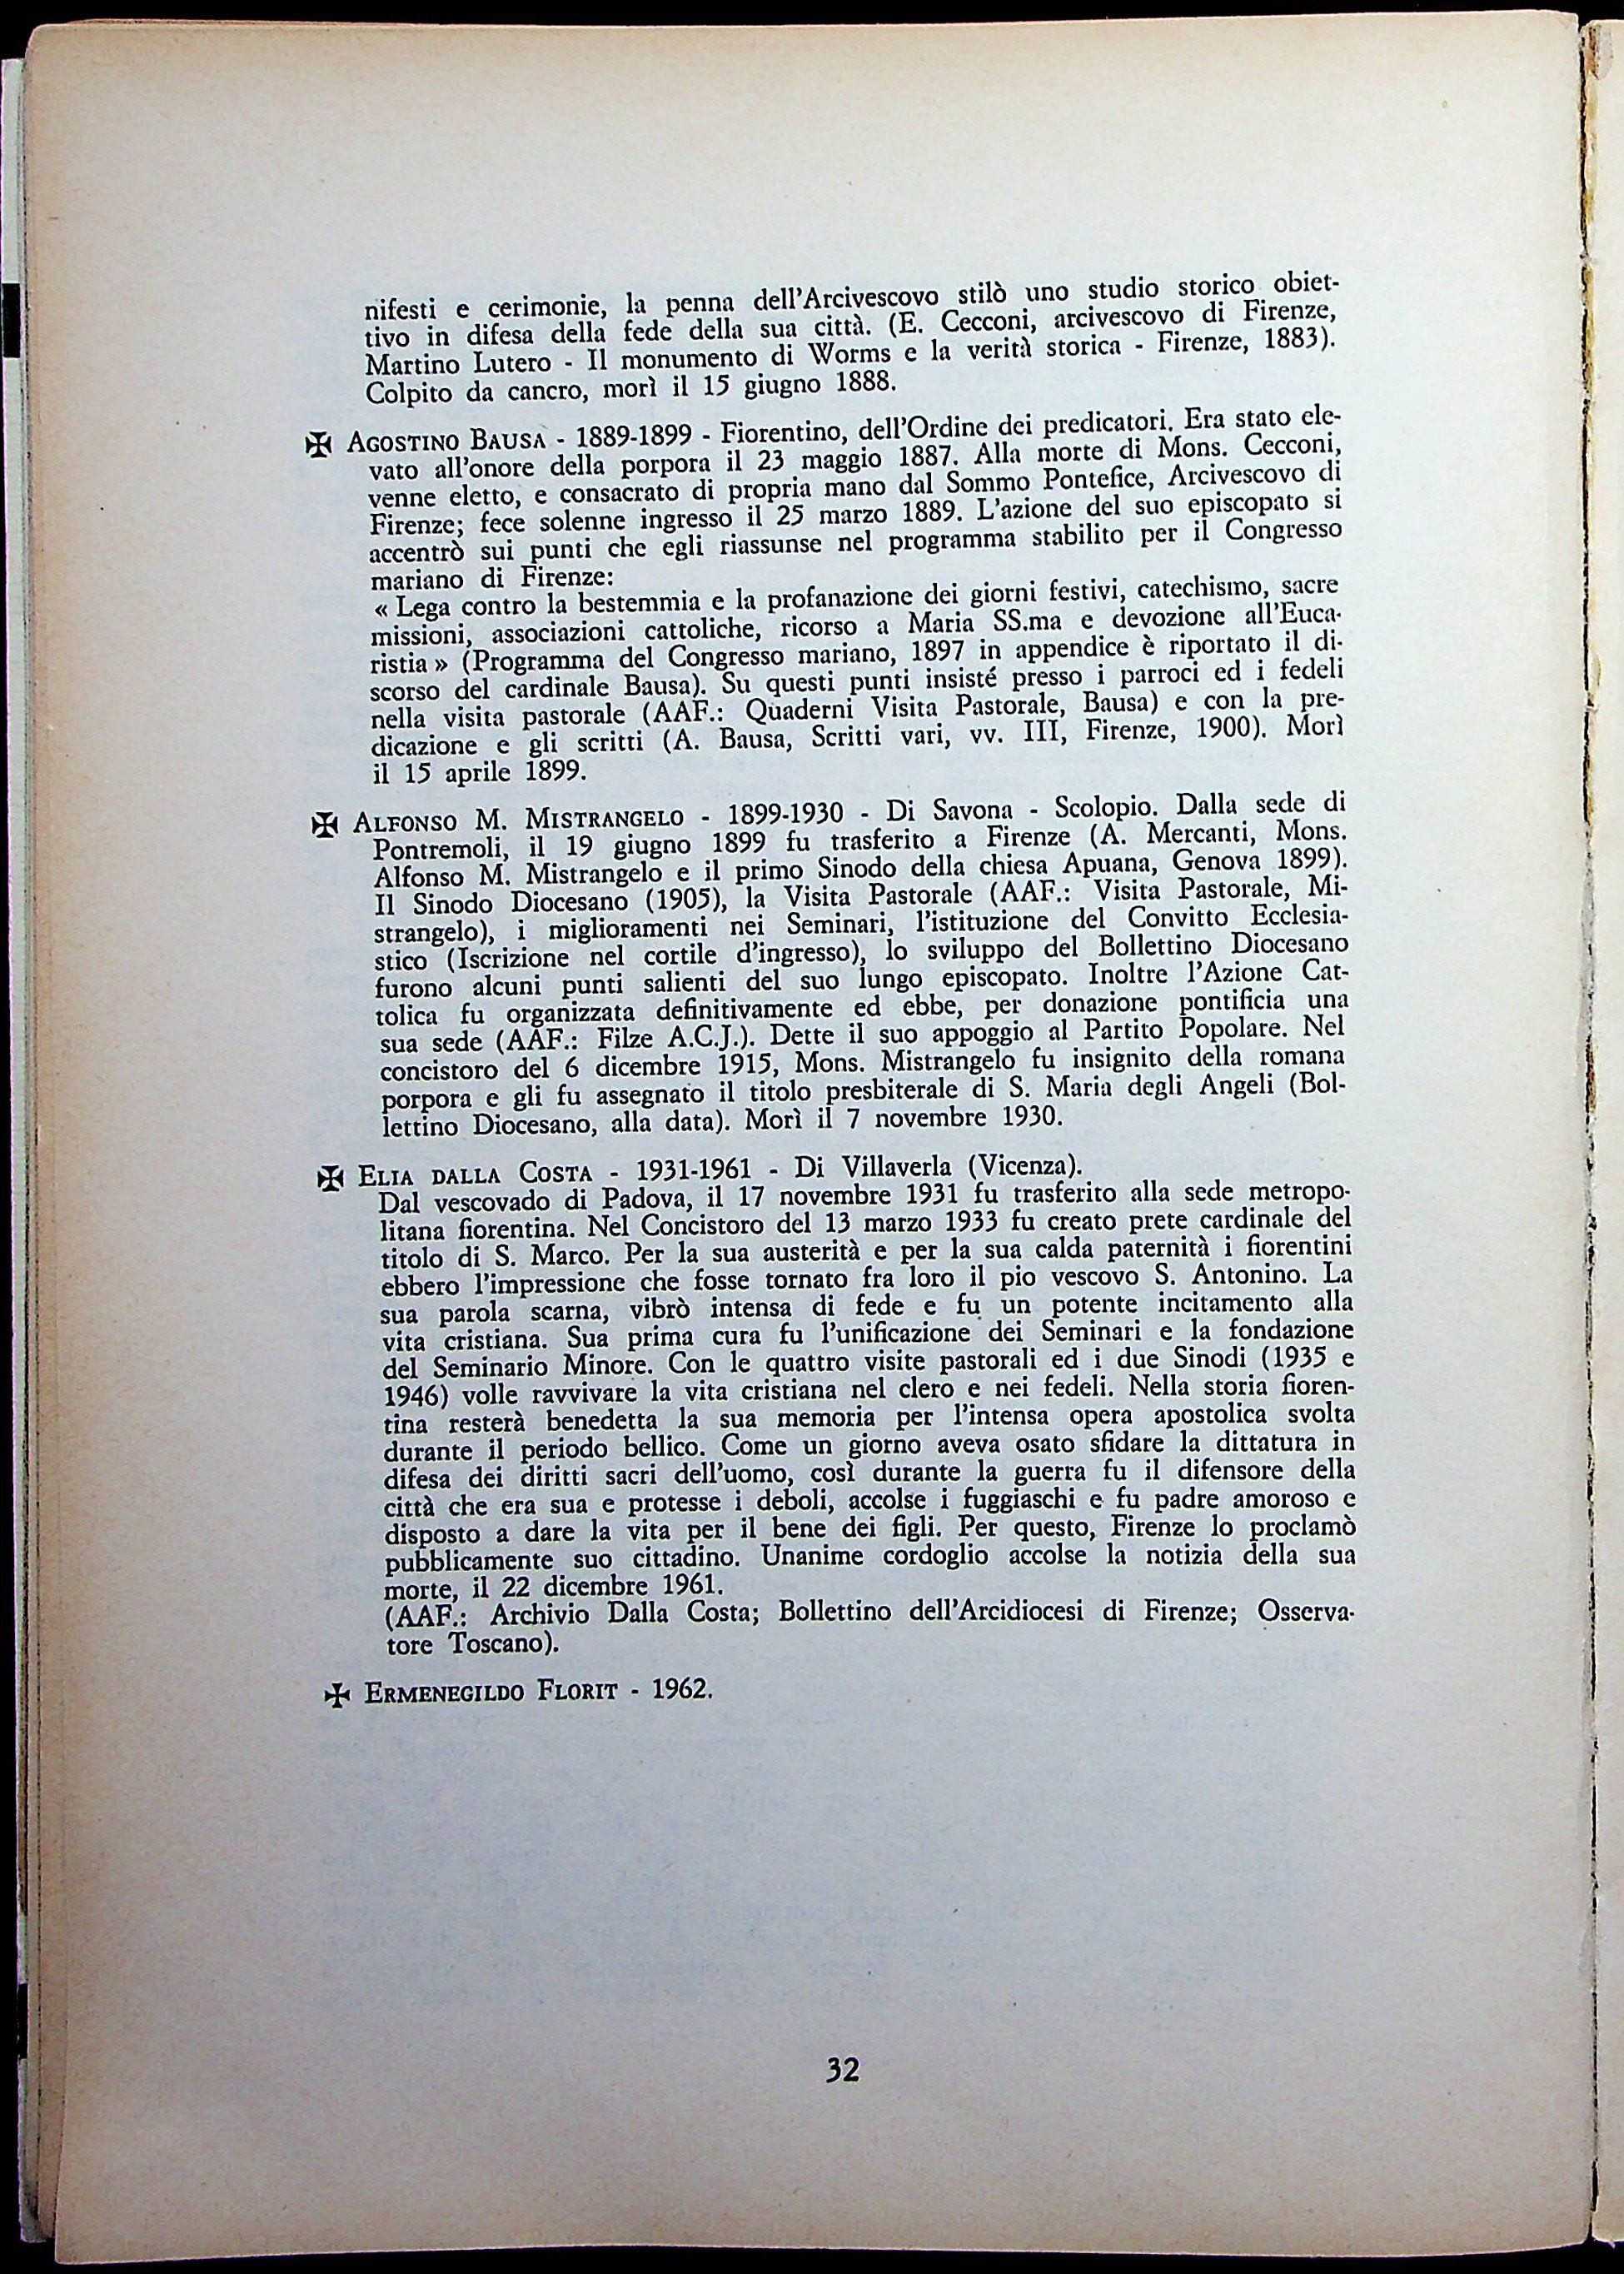 nifesti e cerimonie, la penna dell'Arcivescovo stilò uno studio storico obiet-
tivo in difesa della fede della sua città. (E. Cecconi, arcivescovo di Firenze,
Martino Lutero - Il monumento di Worms e la verità storica - Firenze, 1883).
Colpito da cancro, morì il 15 giugno 1888.
✠ AGOSTINO BAUSA - 1889-1899 - Fiorentino, dell'Ordine dei predicatori. Era stato ele-
vato all'onore della porpora il 23 maggio 1887. Alla morte di Mons. Cecconi,
venne eletto, e consacrato di propria mano dal Sommo Pontefice, Arcivescovo di
Firenze; fece solenne ingresso il 25 marzo 1889. L'azione del suo episcopato si
accentrò sui punti che egli riassunse nel programma stabilito per il Congresso
mariano di Firenze:
« Lega contro la bestemmia e la profanazione dei giorni festivi, catechismo, sacre
missioni, associazioni cattoliche, ricorso a Maria SS.ma e devozione all'Euca-
ristia » (Programma del Congresso mariano, 1897 in appendice è riportato il di-
scorso del cardinale Bausa). Su questi punti insisté presso i parroci ed i fedeli
nella visita pastorale (AAF.: Quaderni Visita Pastorale, Bausa) e con la pre-
dicazione e gli scritti (A. Bausa, Scritti vari, vv. III, Firenze, 1900). Morì
il 15 aprile 1899.
✠ ALFONSO M. MISTRANGELO - 1899-1930 - Di Savona - Scolopio. Dalla sede di
Pontremoli, il 19 giugno 1899 fu trasferito a Firenze (A. Mercanti, Mons.
Alfonso M. Mistrangelo e il primo Sinodo della chiesa Apuana, Genova 1899).
Il Sinodo Diocesano (1905), la Visita Pastorale (AAF.: Visita Pastorale, Mi-
strangelo), i miglioramenti nei Seminari, l'istituzione del Convitto Ecclesia-
stico (Iscrizione nel cortile d'ingresso), lo sviluppo del Bollettino Diocesano
furono alcuni punti salienti del suo lungo episcopato. Inoltre l'Azione Cat-
tolica fu organizzata definitivamente ed ebbe, per donazione pontificia una
sua sede (AAF.: Filze A.C.J.). Dette il suo appoggio al Partito Popolare. Nel
concistoro del 6 dicembre 1915, Mons. Mistrangelo fu insignito della romana
porpora e gli fu assegnato il titolo presbiterale di S. Maria degli Angeli (Bol-
lettino Diocesano, alla data). Morì il 7 novembre 1930.
✠ ELIA DALLA COSTA - 1931-1961 - Di Villaverla (Vicenza).
Dal vescovado di Padova, il 17 novembre 1931 fu trasferito alla sede metropo-
litana fiorentina. Nel Concistoro del 13 marzo 1933 fu creato prete cardinale del
titolo di S. Marco. Per la sua austerità e per la sua calda paternità i fiorentini
ebbero l'impressione che fosse tornato fra loro il pio vescovo S. Antonino. La
sua parola scarna, vibrò intensa di fede e fu un potente incitamento alla
vita cristiana. Sua prima cura fu l'unificazione dei Seminari e la fondazione
del Seminario Minore. Con le quattro visite pastorali ed i due Sinodi (1935 e
1946) volle ravvivare la vita cristiana nel clero e nei fedeli. Nella storia fioren-
tina resterà benedetta la sua memoria per l'intensa opera apostolica svolta
durante il periodo bellico. Come un giorno aveva osato sfidare la dittatura in
difesa dei diritti sacri dell'uomo, così durante la guerra fu il difensore della
città che era sua e protesse i deboli, accolse i fuggiaschi e fu padre amoroso e
disposto a dare la vita per il bene dei figli. Per questo, Firenze lo proclamò
pubblicamente suo cittadino. Unanime cordoglio accolse la notizia della sua
morte, il 22 dicembre 1961.
(AAF.: Archivio Dalla Costa; Bollettino dell'Arcidiocesi di Firenze; Osserva-
tore Toscano).
✠ ERMENEGILDO FLORIT - 1962.
32